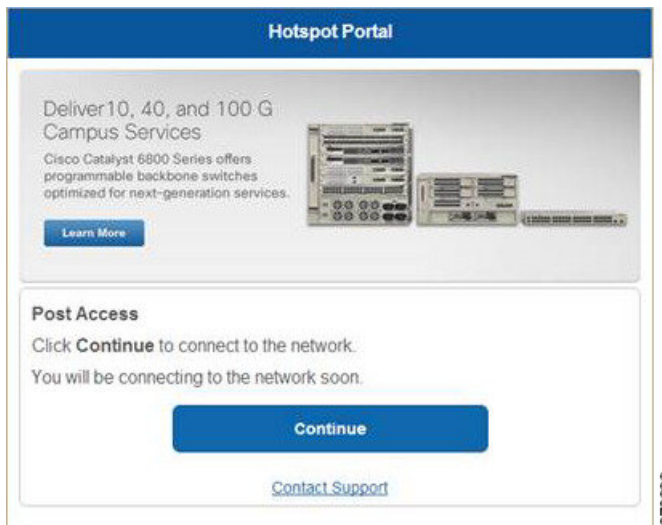 Hotspot Portal
Deliver10, 40, and 100 G
Campus Services
Cisco Catalyst 6800 Series offers
programmable backbone switches
optimized for next-generation services.
Learn More
Post Access
Click Continue to connect to the network.
You will be connecting to the network soon.
Continue
Contact Support